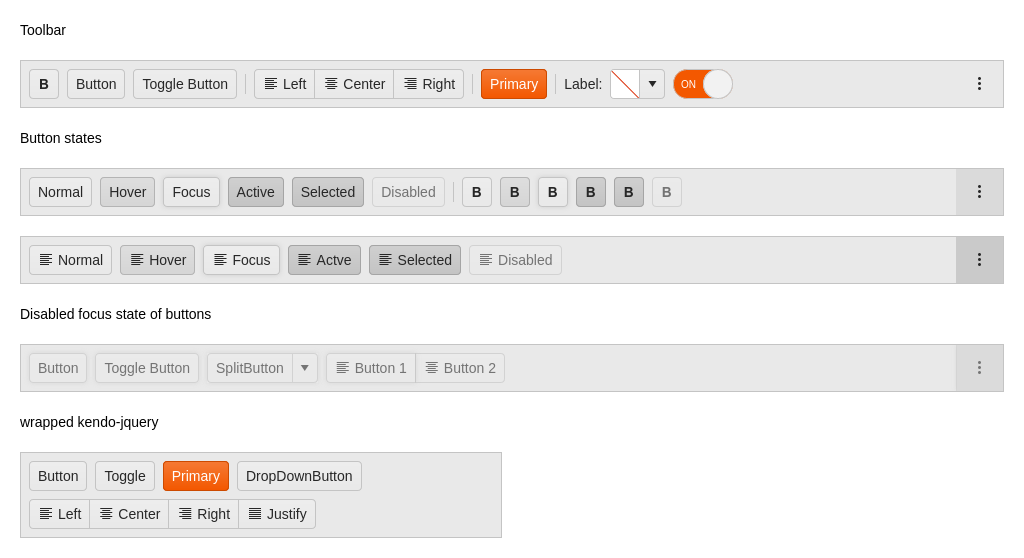 Toolbar
B Button Toggle Button Left Center Right Primary Label: ON
Button states
Normal Hover Focus Active Selected Disabled B B B B B B
Normal Hover Focus Actve Selected Disabled
Disabled focus state of buttons
Button Toggle Button SplitButton Button 1 Button 2
wrapped kendo-jquery
Button Toggle Primary DropDownButton
Left Center Right Justify